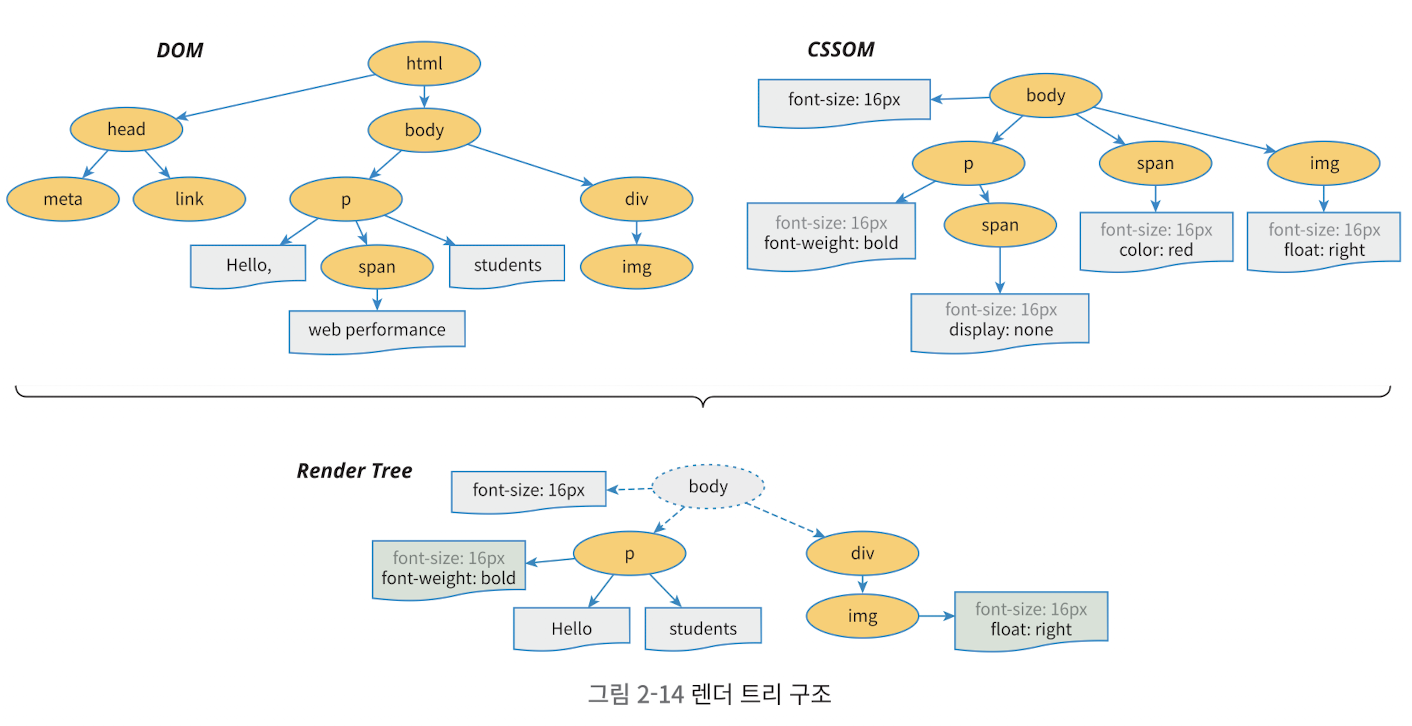 DOM
html
head
body
meta
link
p
div
Hello,
span
students
img
web performance
CSSOM
font-size: 16px
body
p
span
img
font-size: 16px
font-weight: bold
span
font-size: 16px
color: red
font-size: 16px
float: right
font-size: 16px
display: none
Render Tree
font-size: 16px
body
font-size: 16px
font-weight: bold
p
div
Hello
students
img
font-size: 16px
float: right
그림 2-14 렌더 트리 구조